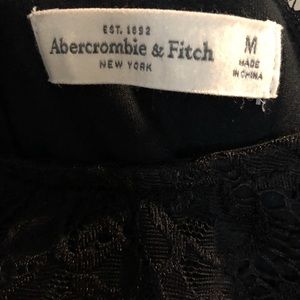 EST. 1892
Abercrombie & Fitch
NEW YORK
M
MADE
IN CHINA